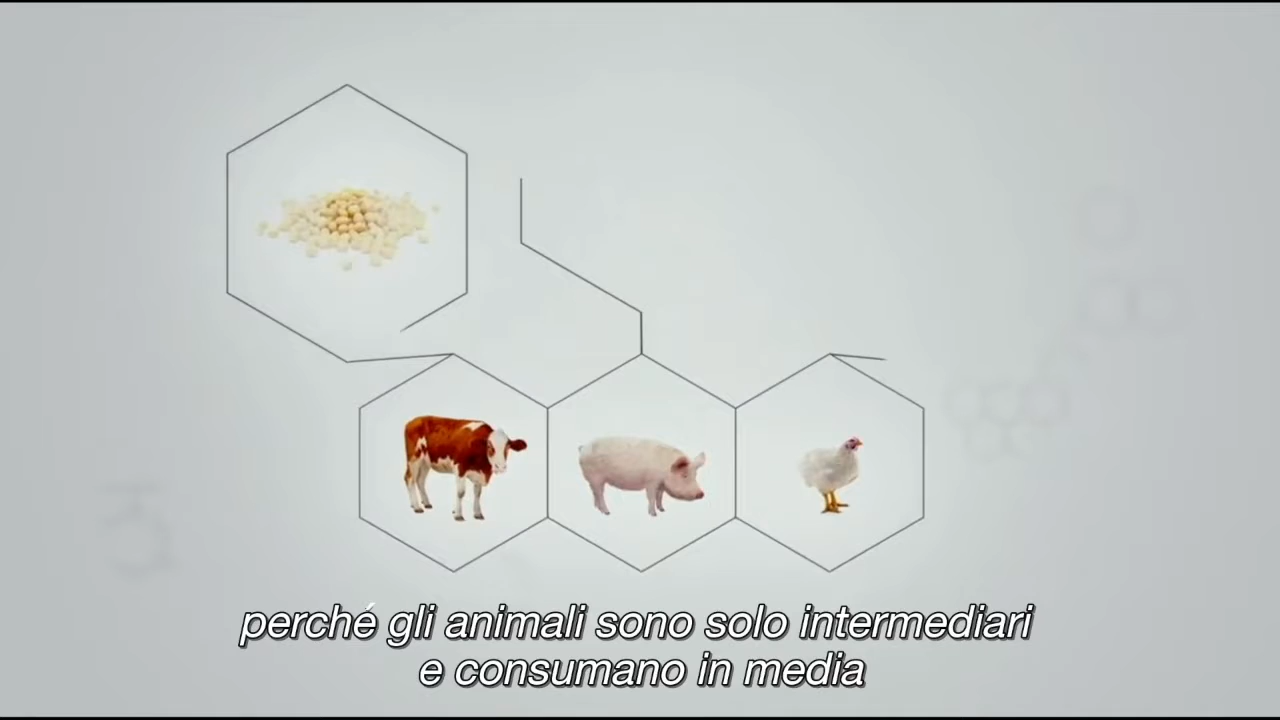 perché gli animali sono solo intermediari
e consumano in media